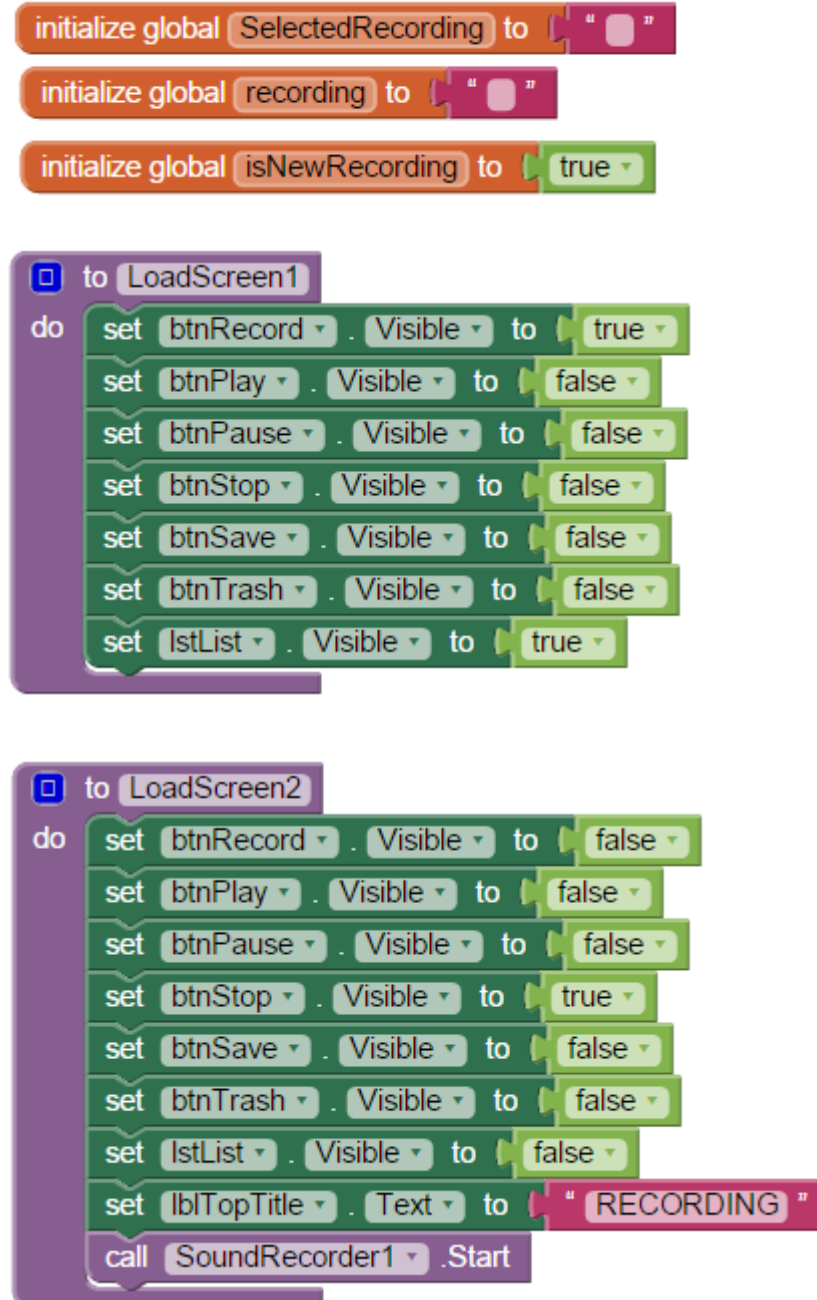 initialize global SelectedRecording to " "
initialize global recording to " "
initialize global isNewRecording to true
to LoadScreen1
do set btnRecord . Visible to true
set btnPlay . Visible to false
set btnPause . Visible to false
set btnStop . Visible to false
set btnSave . Visible to false
set btnTrash . Visible to false
set lstList . Visible to true
to LoadScreen2
do set btnRecord . Visible to false
set btnPlay . Visible to false
set btnPause . Visible to false
set btnStop . Visible to true
set btnSave . Visible to false
set btnTrash . Visible to false
set lstList . Visible to false
set lblTopTitle . Text to " RECORDING "
call SoundRecorder1 .Start